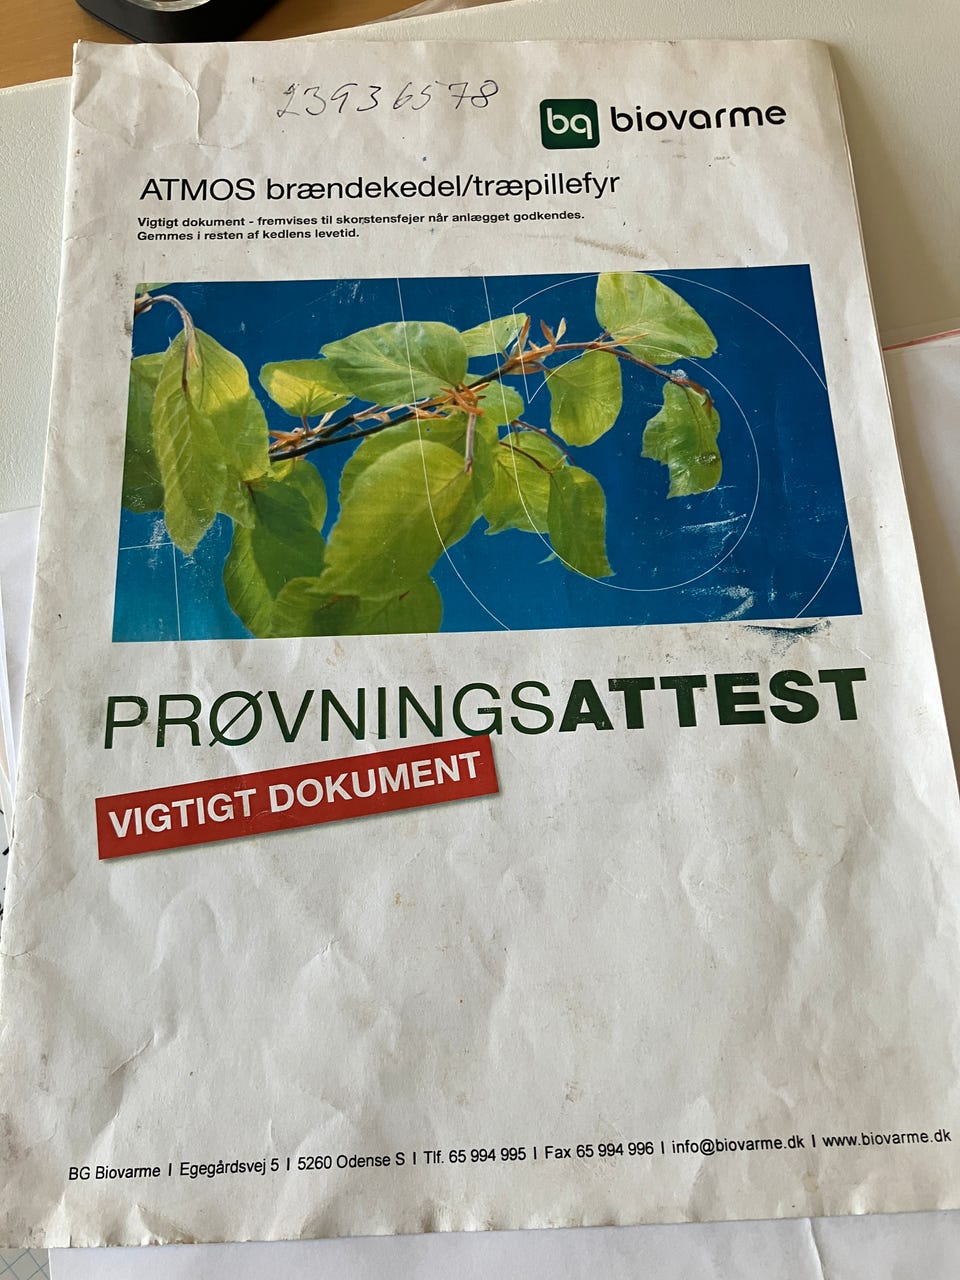 23936578
bg biovarme
ATMOS brændekedel/træpillefyr
Vigtigt dokument - fremvises til skorstensfejer når anlægget godkendes.
Gemmes i resten af kedlens levetid.
PRØVNINGSATTEST
VIGTIGT DOKUMENT
BG Biovarme I Egegårdsvej 5 I 5260 Odense S I Tlf. 65 994 995 I Fax 65 994 996 I info@biovarme.dk I www.biovarme.dk